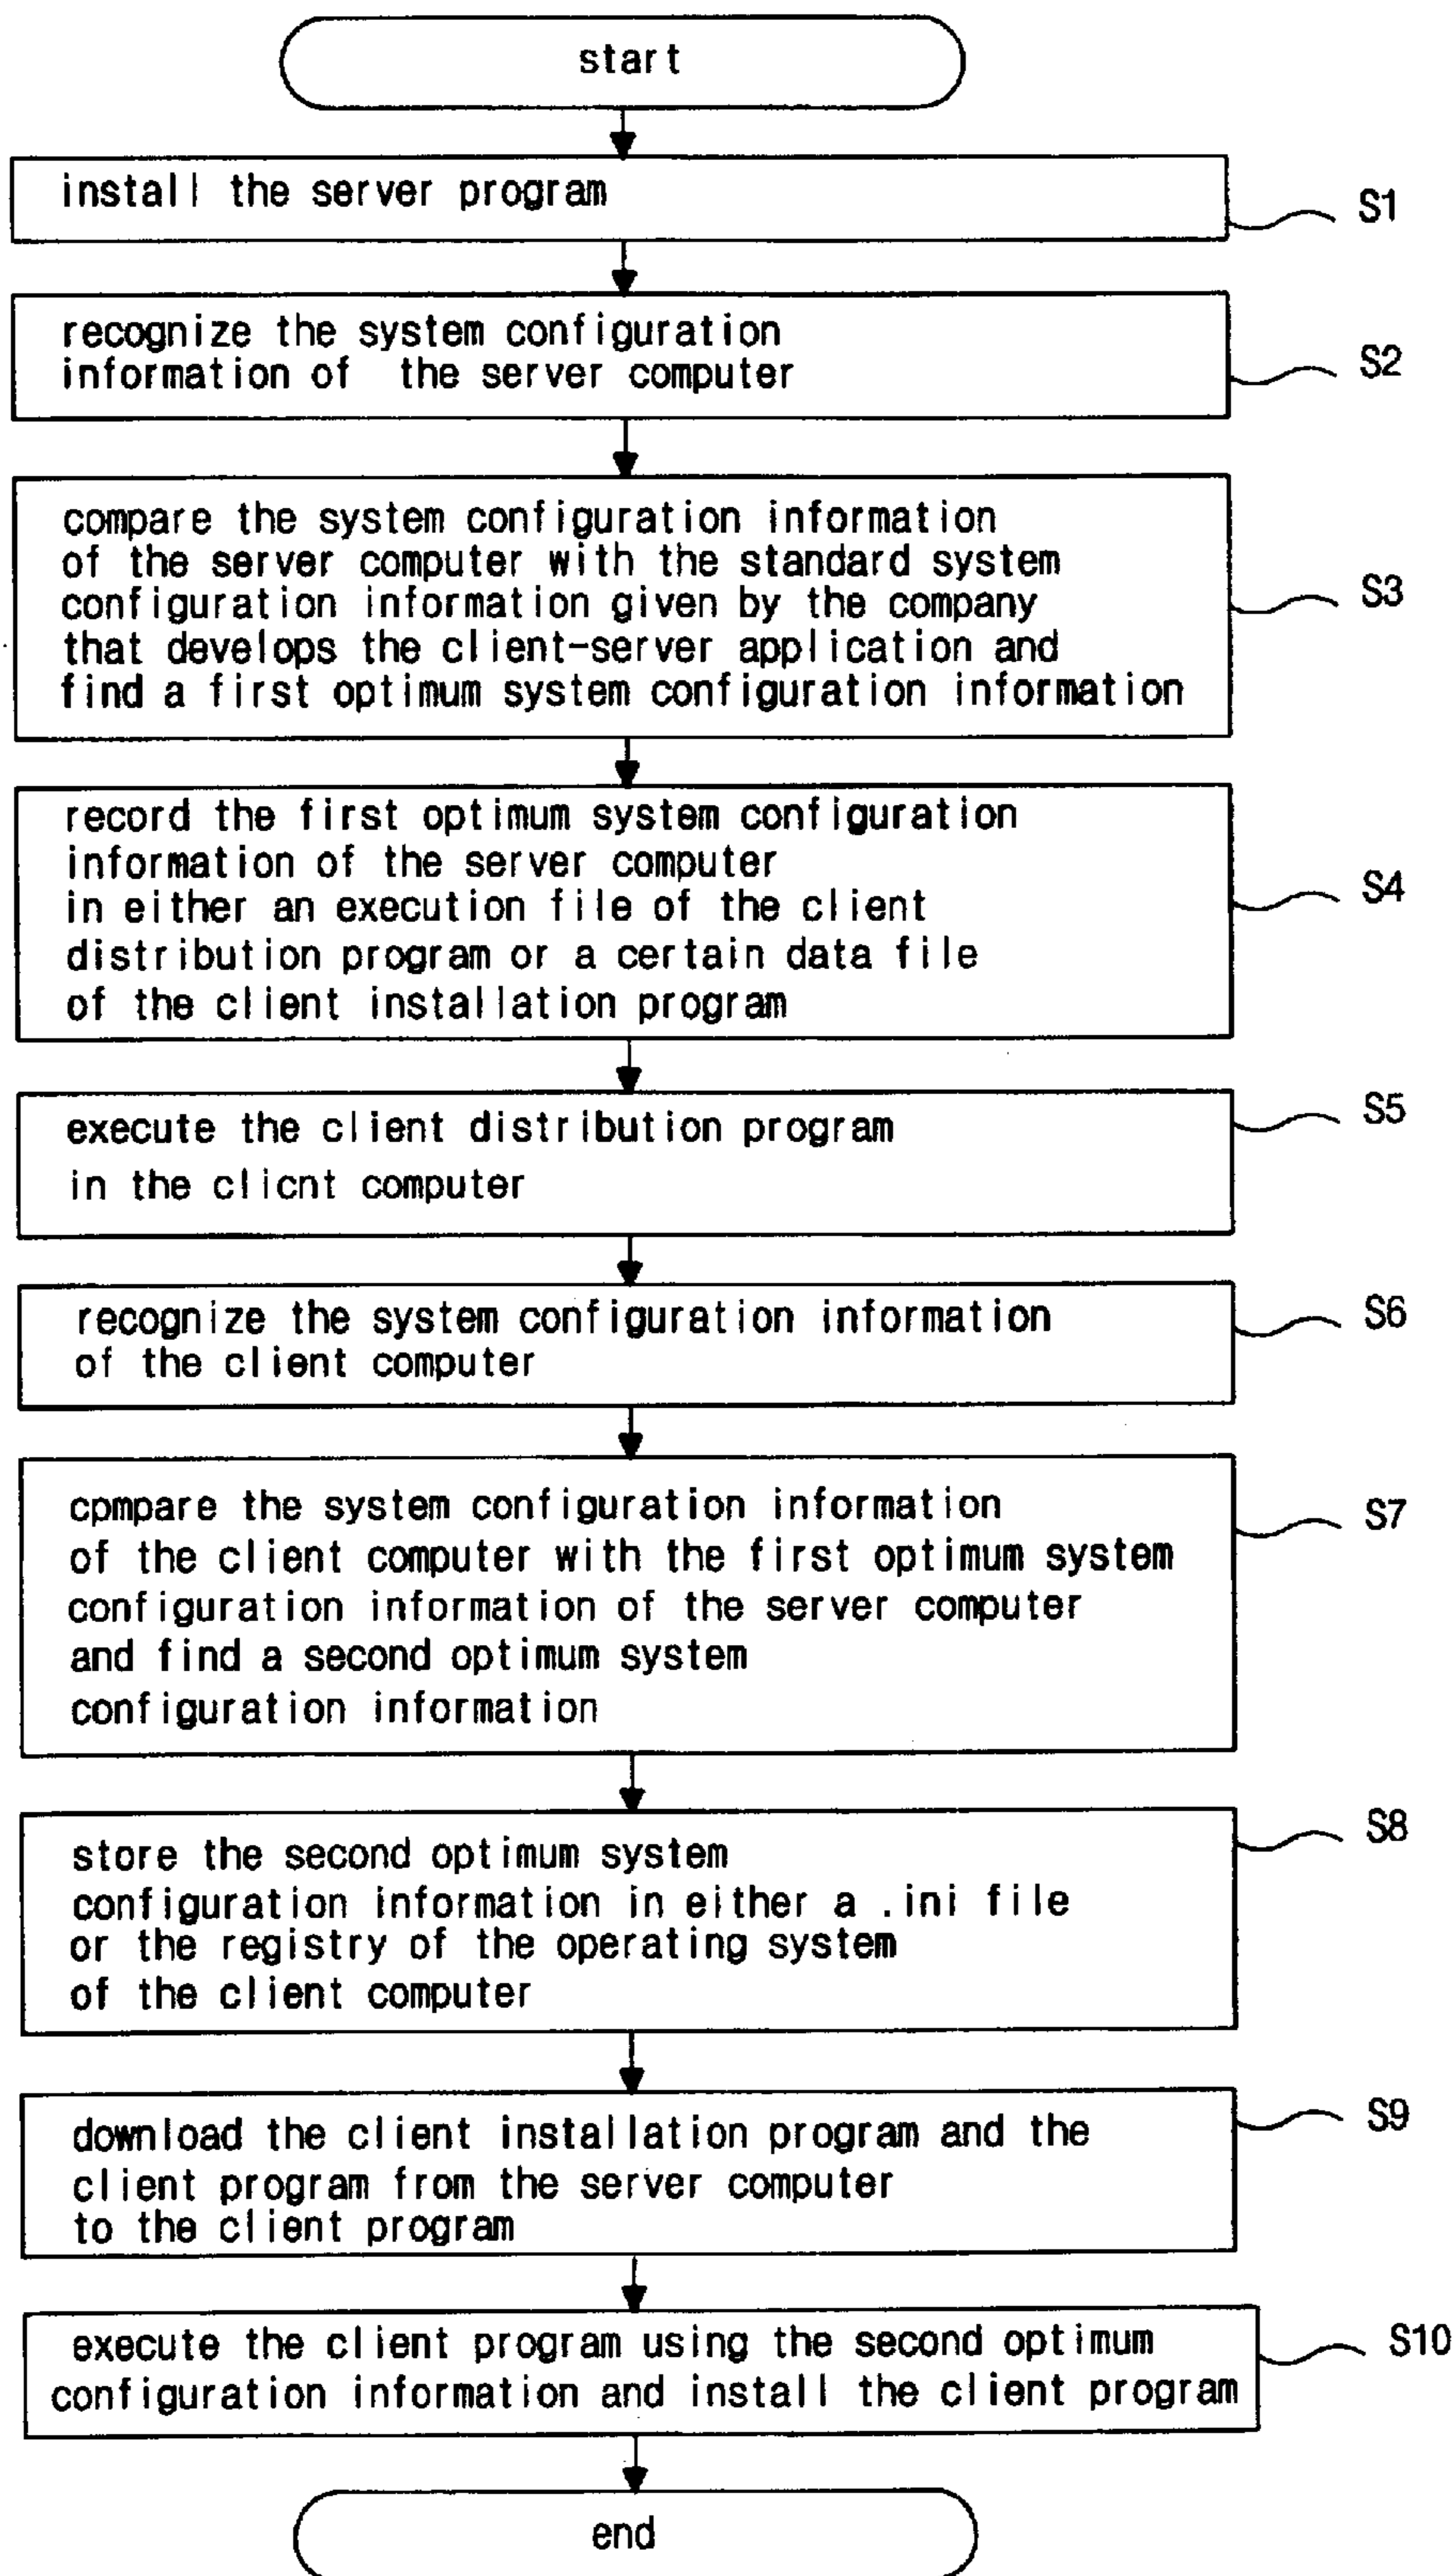 start
install the server program
S1
recognize the system configuration
information of the server computer
S2
compare the system configuration information
of the server computer with the standard system
configuration information given by the company
that develops the client-server application and
find a first optimum system configuration information
S3
record the first optimum system configuration
information of the server computer
in either an execution file of the client
distribution program or a certain data file
of the client installation program
S4
execute the client distribution program
in the clicnt computer
S5
recognize the system configuration information
of the client computer
S6
cpmpare the system configuration information
of the client computer with the first optimum system
configuration information of the server computer
and find a second optimum system
configuration information
S7
store the second optimum system
configuration information in either a .ini file
or the registry of the operating system
of the client computer
S8
download the client installation program and the
client program from the server computer
to the client program
S9
execute the client program using the second optimum
configuration information and install the client program
S10
end